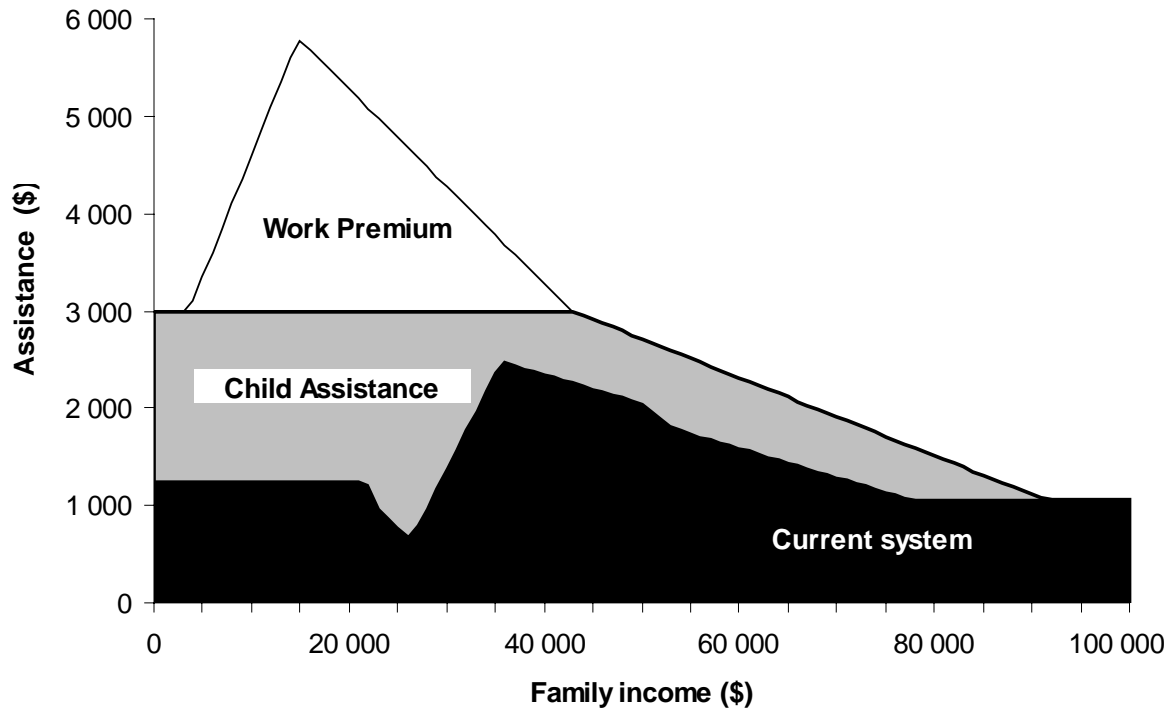 6 000
5 000
4 000
3 000
2 000
1 000
0
Assistance ($)
Work Premium
Child Assistance
Current system
0
20 000
40 000
60 000
80 000
100 000
Family income ($)